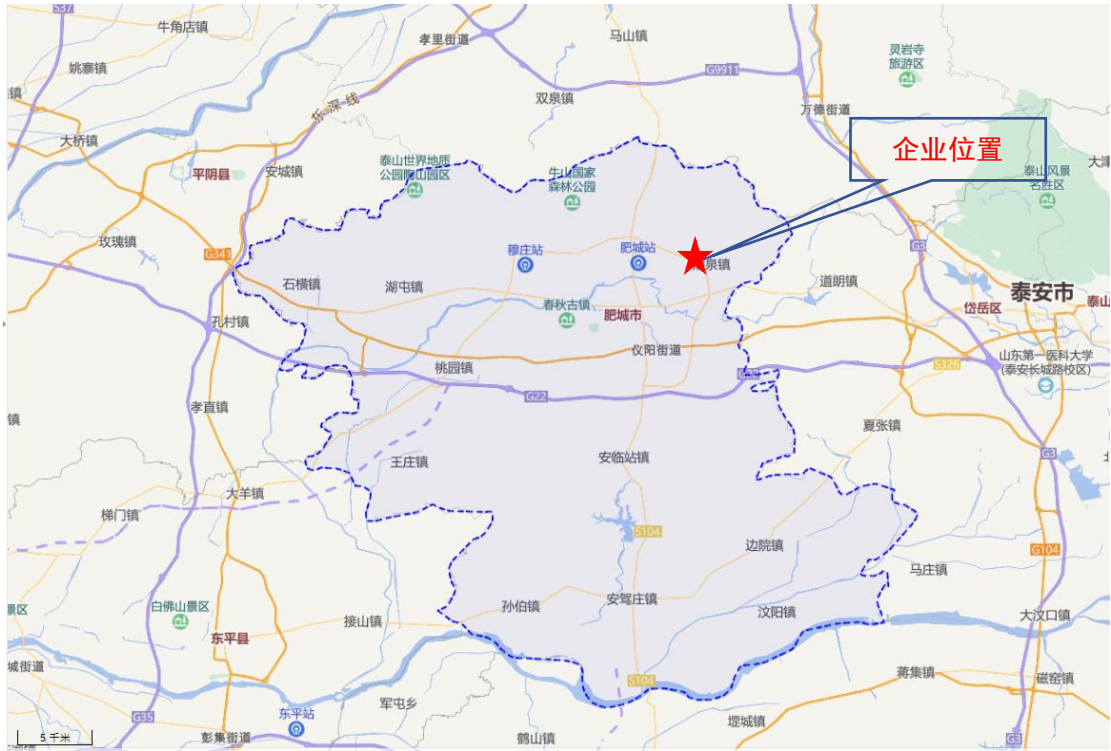 S37
牛角店镇
孝里街道
马山镇
灵岩寺
旅游区
姚寨镇
G9911
双泉镇
万德街道
乐深线
大桥镇
企业位置
平阴县
安城镇
泰山世界地质
公园陶山园区
牛山国家
森林公园
泰山风景
名胜区
玫瑰镇
G341
穆庄站
肥城站
泉镇
G3
石横镇
湖屯镇
道朗镇
泰安市
岱岳区
泰山
春秋古镇
肥城市
孔村镇
仪阳街道
山东第一医科大学
(泰安长城路校区)
桃园镇
S326
G22
孝直镇
镇
夏张镇
王庄镇
安临站镇
G3
大羊镇
梯门镇
S104
边院镇
G104
马庄镇
景区
白佛山景区
孙伯镇
安驾庄镇
汶阳镇
接山镇
大汶口镇
东平县
城街道
S104
蒋集镇
磁窑镇
军屯乡
G35
东平站
堽城镇
G3
5 千米
彭集街道
鹤山镇